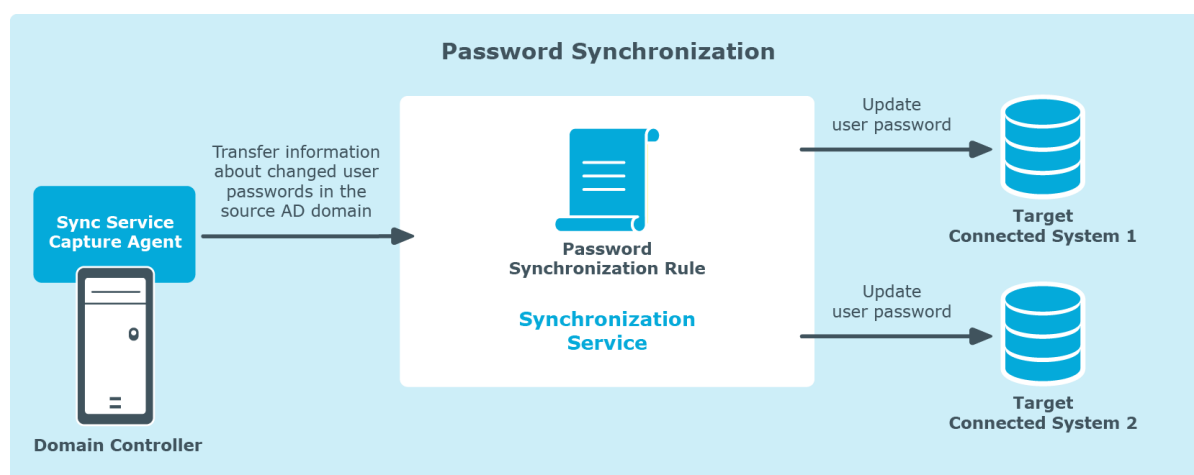 Password Synchronization
Transfer information
about changed user
passwords in the
source AD domain
Sync Service
Capture Agent
Domain Controller
Password
Synchronization Rule
Synchronization
Service
Update
user password
Target
Connected System 1
Update
user password
Target
Connected System 2